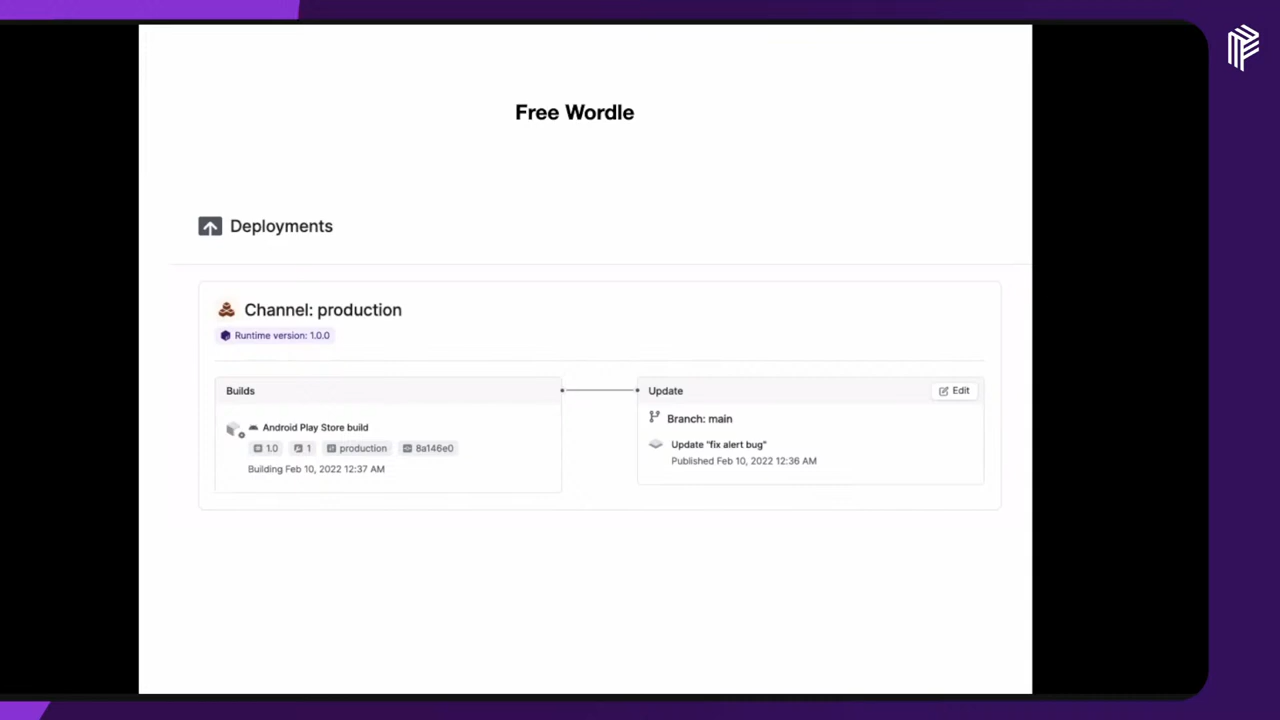 Free Wordle
Deployments
Channel: production
Runtime version: 1.0.0
Builds
Android Play Store build
1.0 1 production 8a146e0
Building Feb 10, 2022 12:37 AM
Update Edit
Branch: main
Update "fix alert bug"
Published Feb 10, 2022 12:36 AM